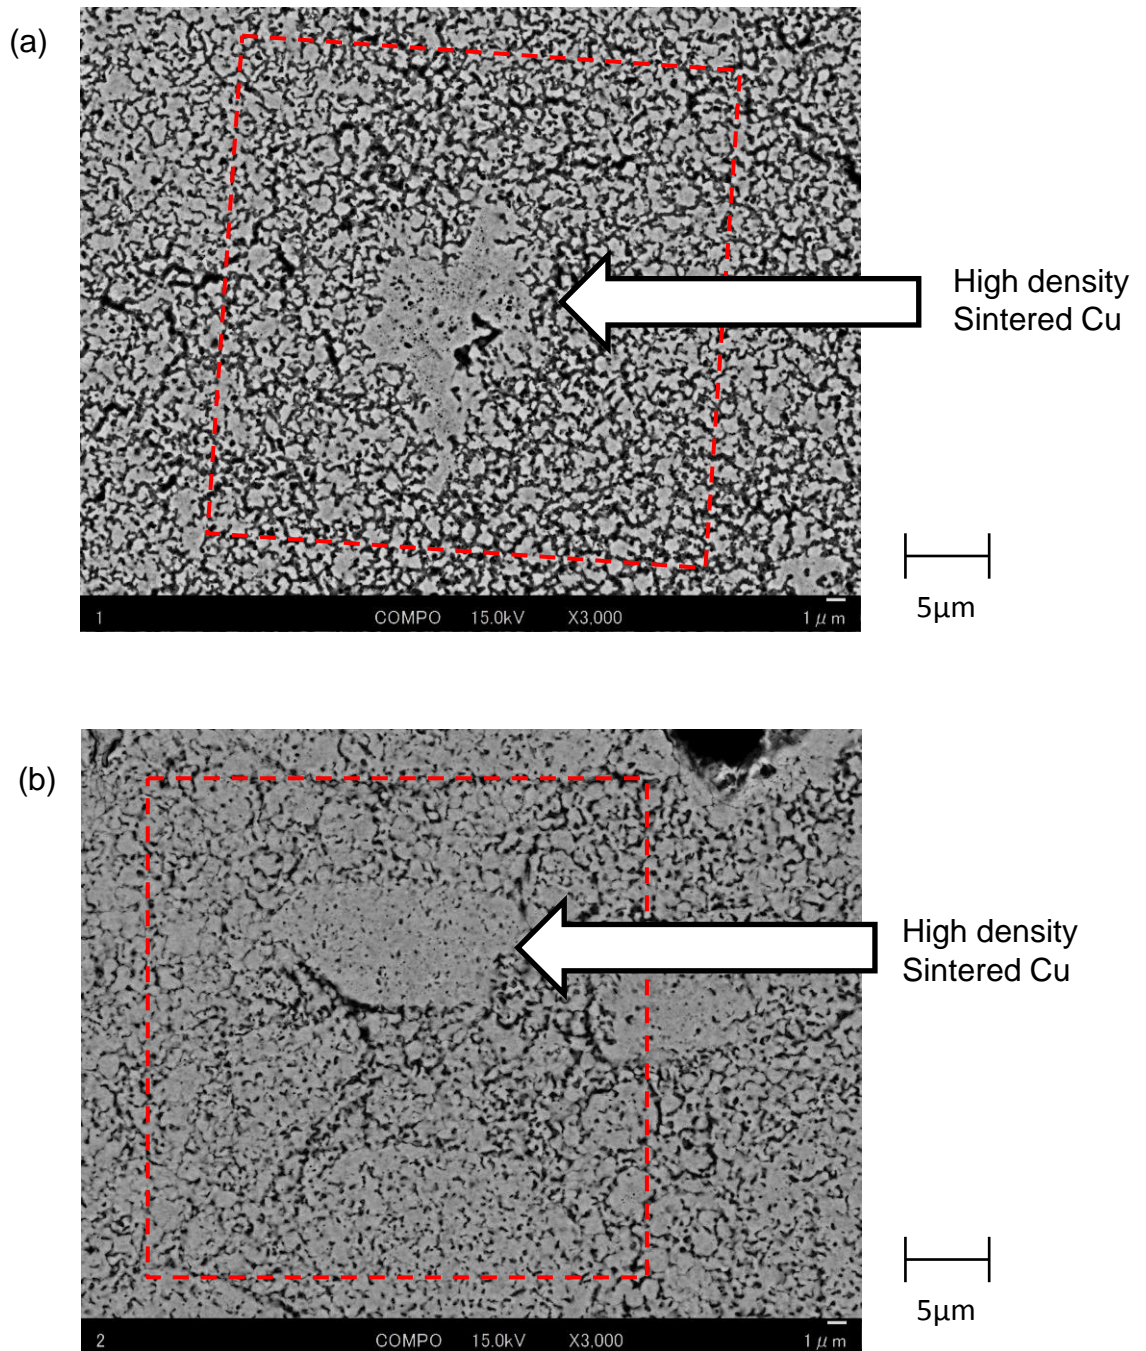 (a)
High density
Sintered Cu
5μm
1 COMPO 15.0kV X3,000 1 μm
(b)
High density
Sintered Cu
5μm
2 COMPO 15.0kV X3,000 1 μm